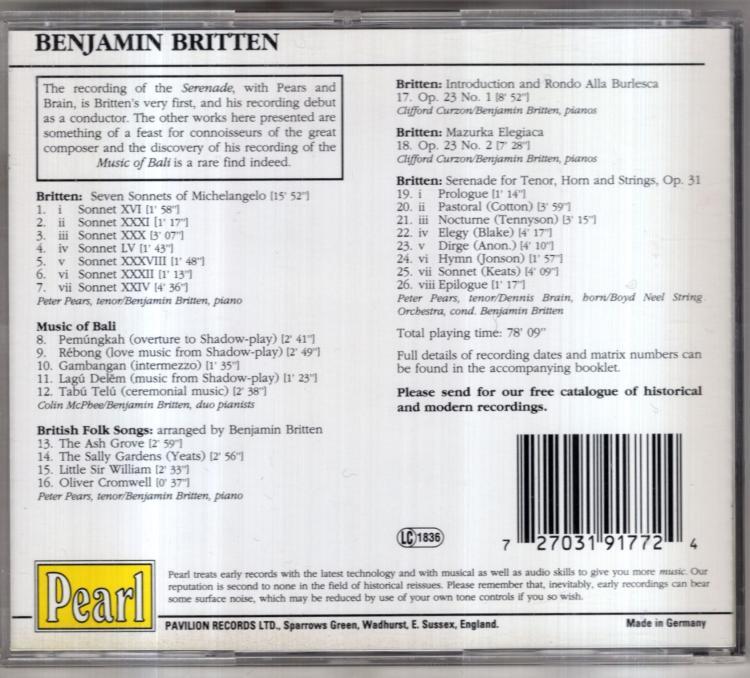 BENJAMIN BRITTEN
The recording of the Serenade, with Pears and
Brain, is Britten's very first, and his recording debut
as a conductor. The other works here presented are
something of a feast for connoisseurs of the great
composer and the discovery of his recording of the
Music of Bali is a rare find indeed.
Britten: Seven Sonnets of Michelangelo [15' 52"]
1. i Sonnet XVI [1' 58"]
2. ii Sonnet XXXI [1' 17"]
3. iii Sonnet XXX [3' 07"]
4. iv Sonnet LV [1' 43"]
5. v Sonnet XXXVIII [1' 48"]
6. vi Sonnet XXXII [1' 13"]
7. vii Sonnet XXIV [4' 36"]
Peter Pears, tenor/Benjamin Britten, piano
Music of Bali
8. Pemúngkah (overture to Shadow-play) [2' 41"]
9. Rébong (love music from Shadow-play) [2' 49"]
10. Gambangan (intermezzo) [1' 35"]
11. Lagú Delěm (music from Shadow-play) [1' 23"]
12. Tabú Telú (ceremonial music) [2' 38"]
Colin McPhee/Benjamin Britten, duo pianists
British Folk Songs: arranged by Benjamin Britten
13. The Ash Grove [2' 59"]
14. The Sally Gardens (Yeats) [2' 56"]
15. Little Sir William [2' 33"]
16. Oliver Cromwell [0' 37"]
Peter Pears, tenor/Benjamin Britten, piano
Britten: Introduction and Rondo Alla Burlesca
17. Op. 23 No. 1 [8' 52"]
Clifford Curzon/Benjamin Britten, pianos
Britten: Mazurka Elegiaca
18. Op. 23 No. 2 [7' 28"]
Clifford Curzon/Benjamin Britten, pianos
Britten: Serenade for Tenor, Horn and Strings, Op. 31
19. i Prologue [1' 14"]
20. ii Pastoral (Cotton) [3' 59"]
21. iii Nocturne (Tennyson) [3' 15"]
22. iv Elegy (Blake) [4' 17"]
23. v Dirge (Anon.) [4' 10"]
24. vi Hymn (Jonson) [1' 57"]
25. vii Sonnet (Keats) [4' 09"]
26. viii Epilogue [1' 17"]
Peter Pears, tenor/Dennis Brain, horn/Boyd Neel String
Orchestra, cond. Benjamin Britten
Total playing time: 78' 09"
Full details of recording dates and matrix numbers can
be found in the accompanying booklet.
Please send for our free catalogue of historical
and modern recordings.
LC 1836
7 27031 91772 4
Pearl
Pearl treats early records with the latest technology and with musical as well as audio skills to give you more music. Our
reputation is second to none in the field of historical reissues. Please remember that, inevitably, early recordings can bear
some surface noise, which may be reduced by use of your own tone controls if you so wish.
PAVILION RECORDS LTD., Sparrows Green, Wadhurst, E. Sussex, England.
Made in Germany